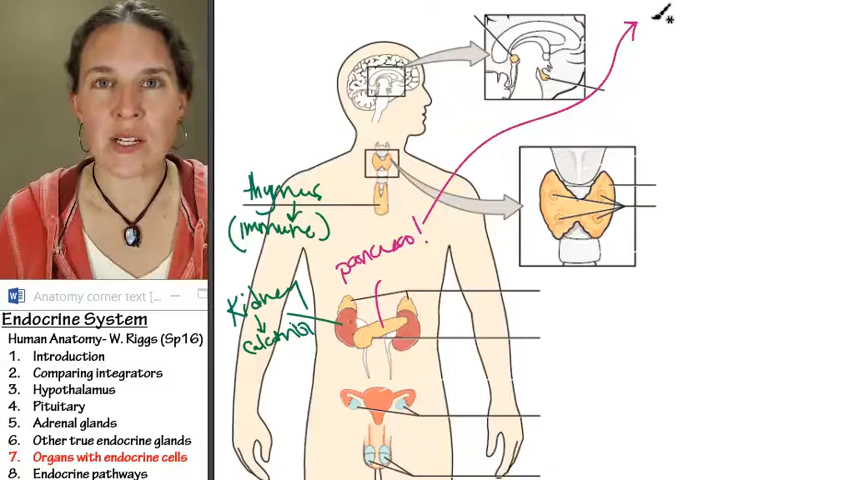 thymus
(immune)
pancreas!
Kidney
Anatomy corner text [...
Endocrine System
Human Anatomy- W. Riggs (Sp16)
1. Introduction
2. Comparing integrators
3. Hypothalamus
4. Pituitary
5. Adrenal glands
6. Other true endocrine glands
7. Organs with endocrine cells
8. Endocrine pathways